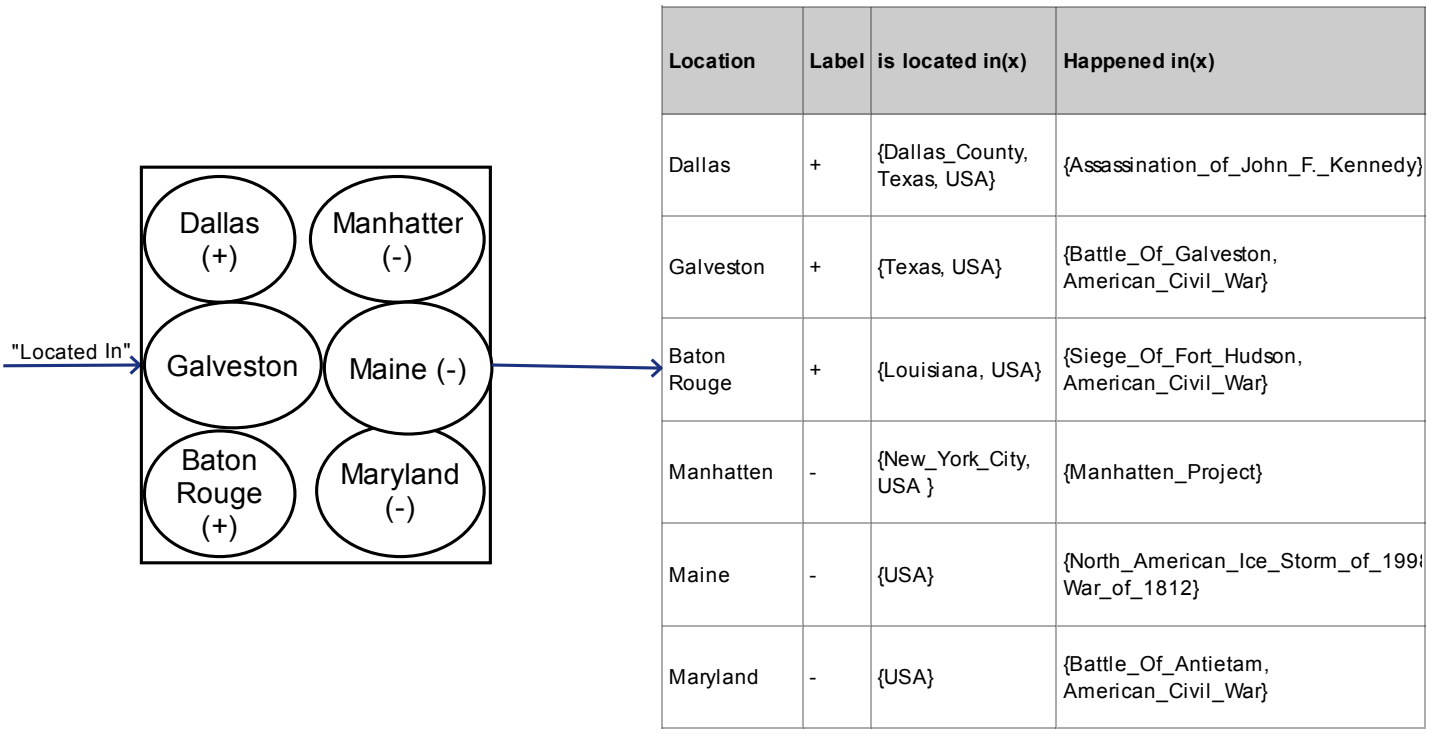 "Located In"
Dallas
(+)
Manhatter
(-)
Galveston
Maine (-)
Baton
Rouge
(+)
Maryland
(-)
Location Label is located in(x) Happened in(x)
Dallas + {Dallas_County,
Texas, USA} {Assassination_of_John_F._Kennedy}
Galveston + {Texas, USA} {Battle_Of_Galveston,
American_Civil_War}
Baton
Rouge + {Louisiana, USA} {Siege_Of_Fort_Hudson,
American_Civil_War}
Manhatten - {New_York_City,
USA } {Manhatten_Project}
Maine - {USA} {North_American_Ice_Storm_of_199
War_of_1812}
Maryland - {USA} {Battle_Of_Antietam,
American_Civil_War}